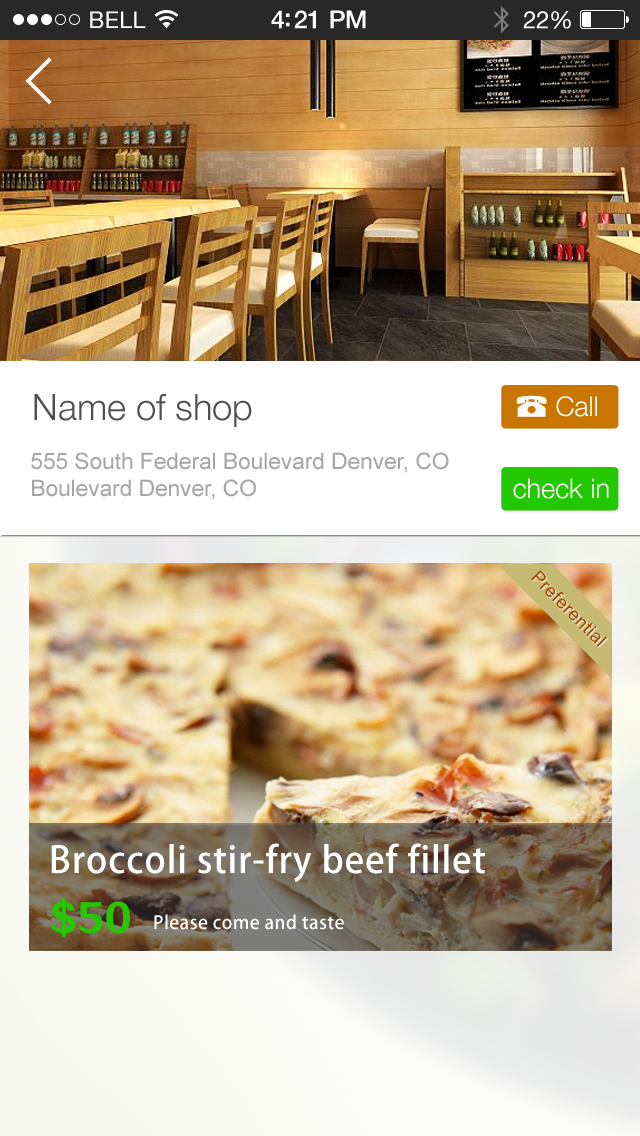 BELL 4:21 PM 22%
Name of shop
Call
555 South Federal Boulevard Denver, CO
Boulevard Denver, CO
check in
Preferential
Broccoli stir-fry beef fillet
$50 Please come and taste